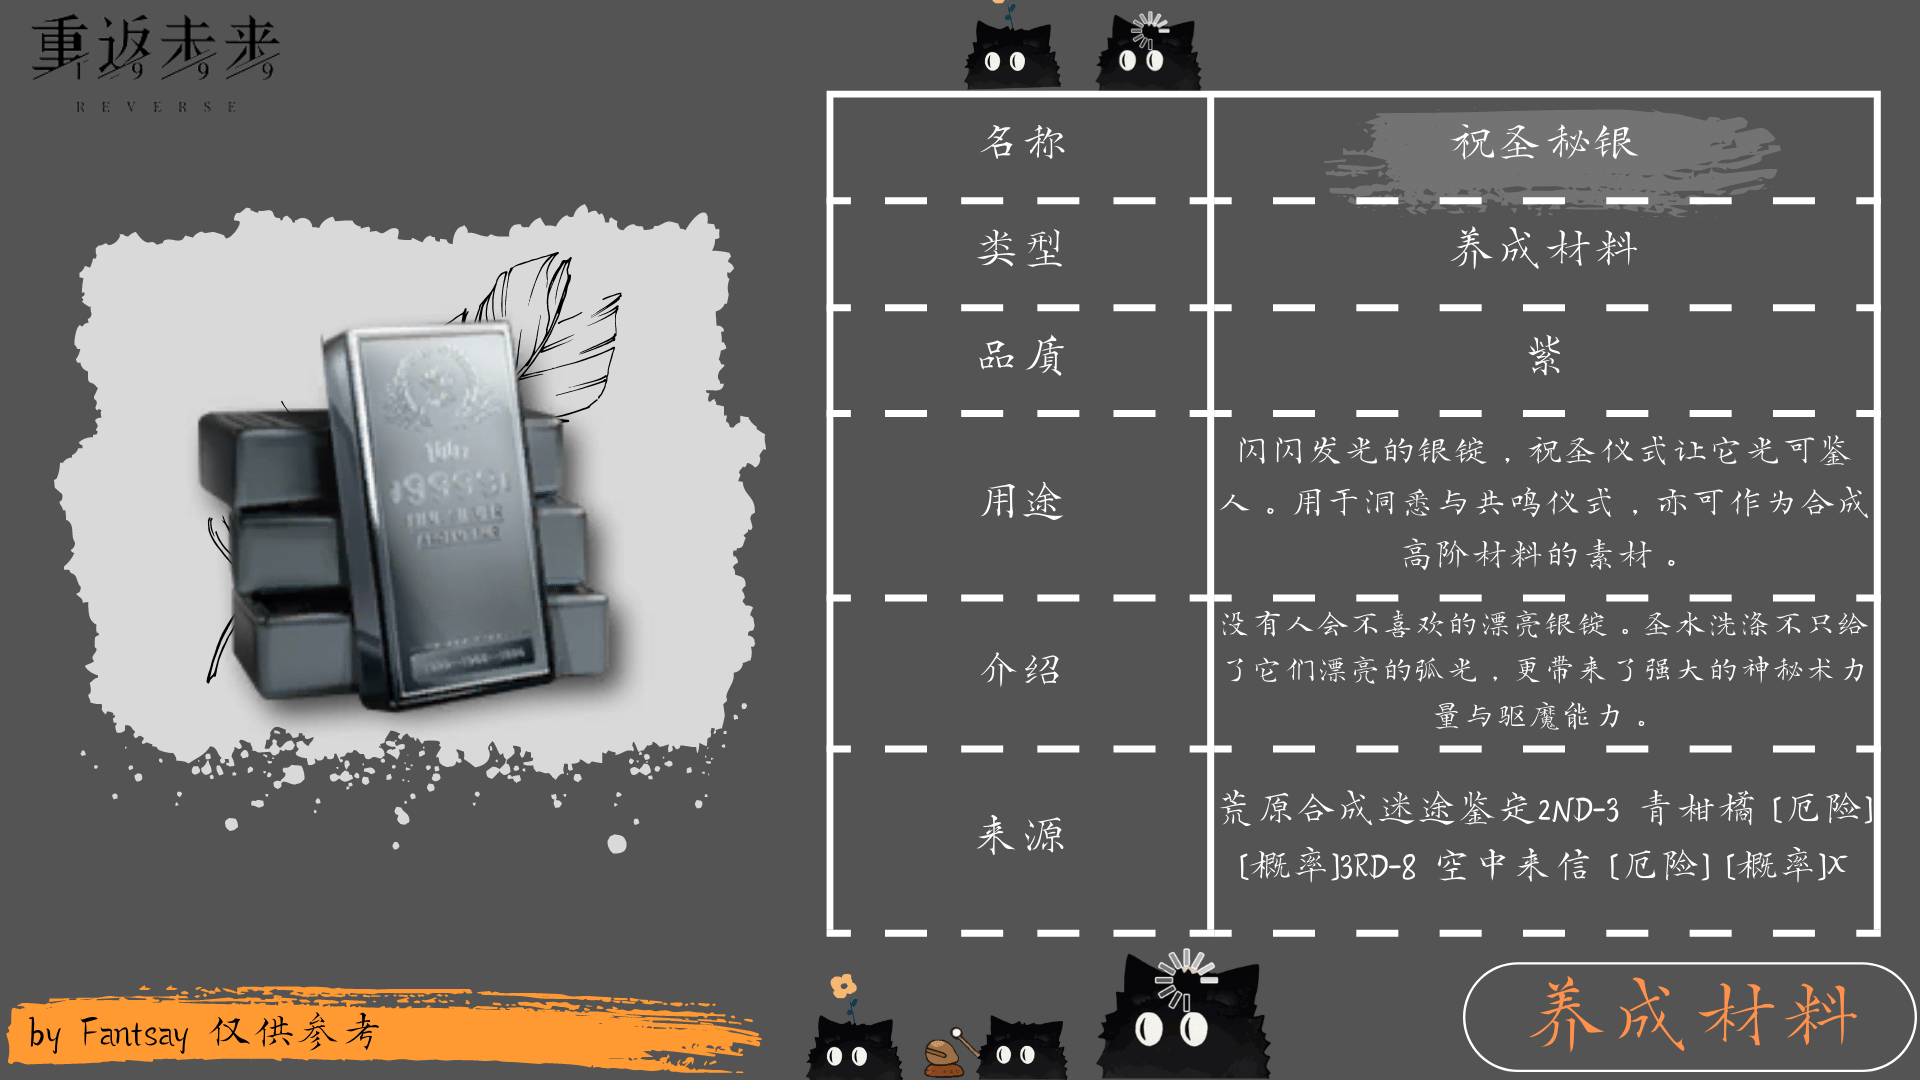 重返未来
1999
REVERSE
名称
祝圣秘银
类型
养成材料
品质
紫
用途
闪闪发光的银锭，祝圣仪式让它光可鉴
人。用于洞悉与共鸣仪式，亦可作为合成
高阶材料的素材。
介绍
没有人会不喜欢的漂亮银锭。圣水洗涤不只给
了它们漂亮的弧光，更带来了强大的神秘术力
量与驱魔能力。
来源
荒原合成迷途鉴定2ND-3 青柑橘 [厄险]
[概率]3RD-8 空中来信 [厄险] [概率]X
by Fantsay 仅供参考
养成材料